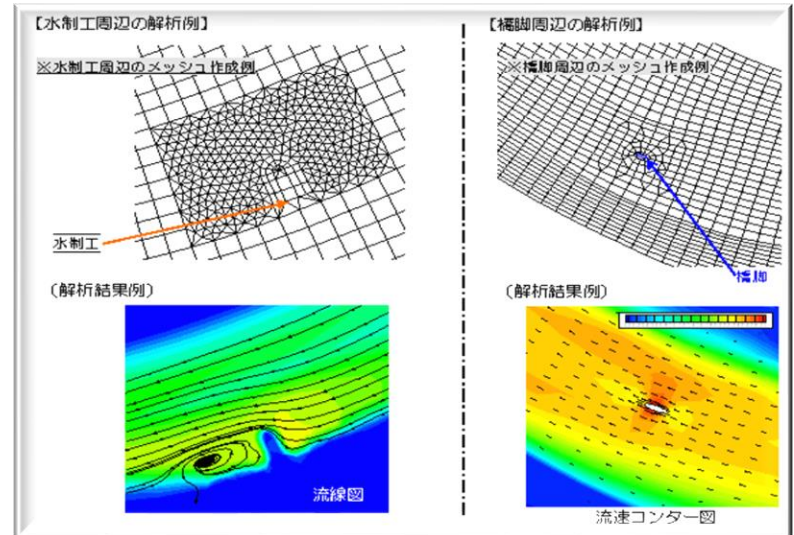 【水制工周辺の解析例】
※水制工周辺のメッシュ作成例
水制工
(解析結果例)
流線図
【橋脚周辺の解析例】
※橋脚周辺のメッシュ作成例
橋脚
(解析結果例)
流速コンター図